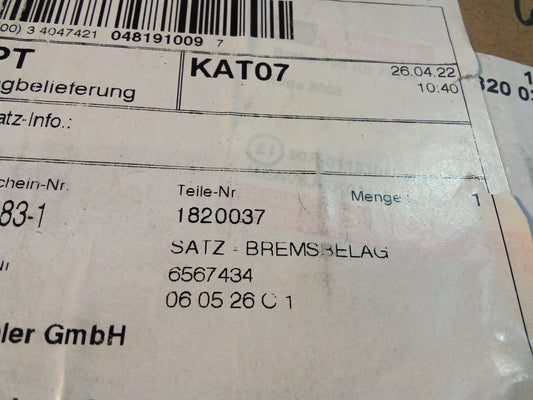 00) 3 4047421 048191009 7
PT
KAT07
26.04.22
10:40
gbelieferung
atz-Info.:
chein-Nr.
Teile-Nr.
Menge:
1
83-1
1820037
SATZ - BREMSBELAG
6567434
06 05 26 C 1
ler GmbH